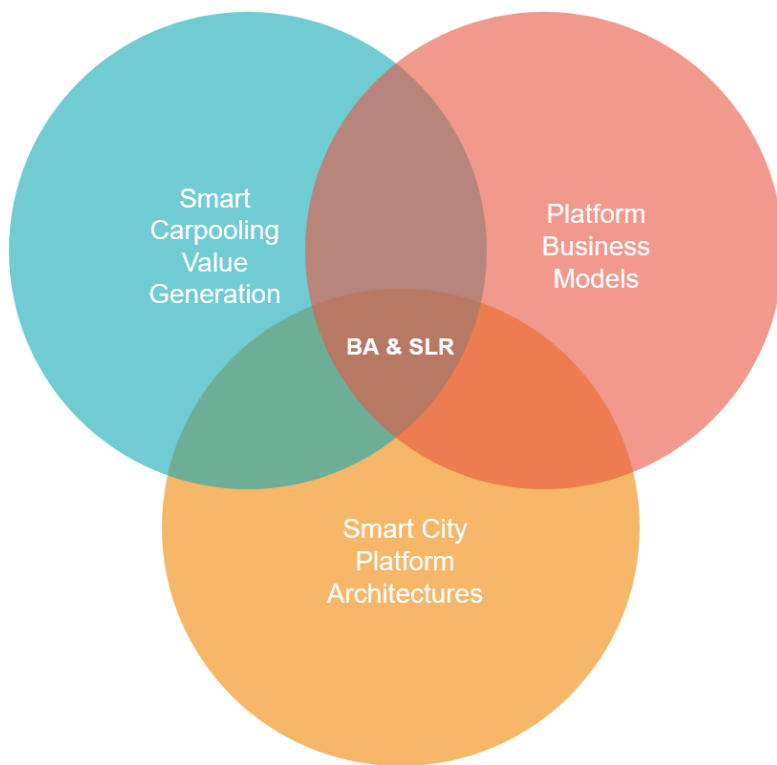 Smart
Carpooling
Value
Generation
Platform
Business
Models
BA & SLR
Smart City
Platform
Architectures